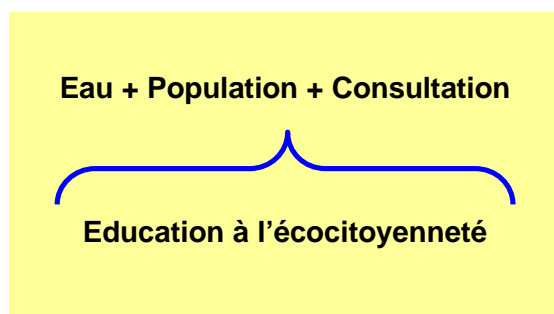 Eau + Population + Consultation
Education à l’écocitoyenneté